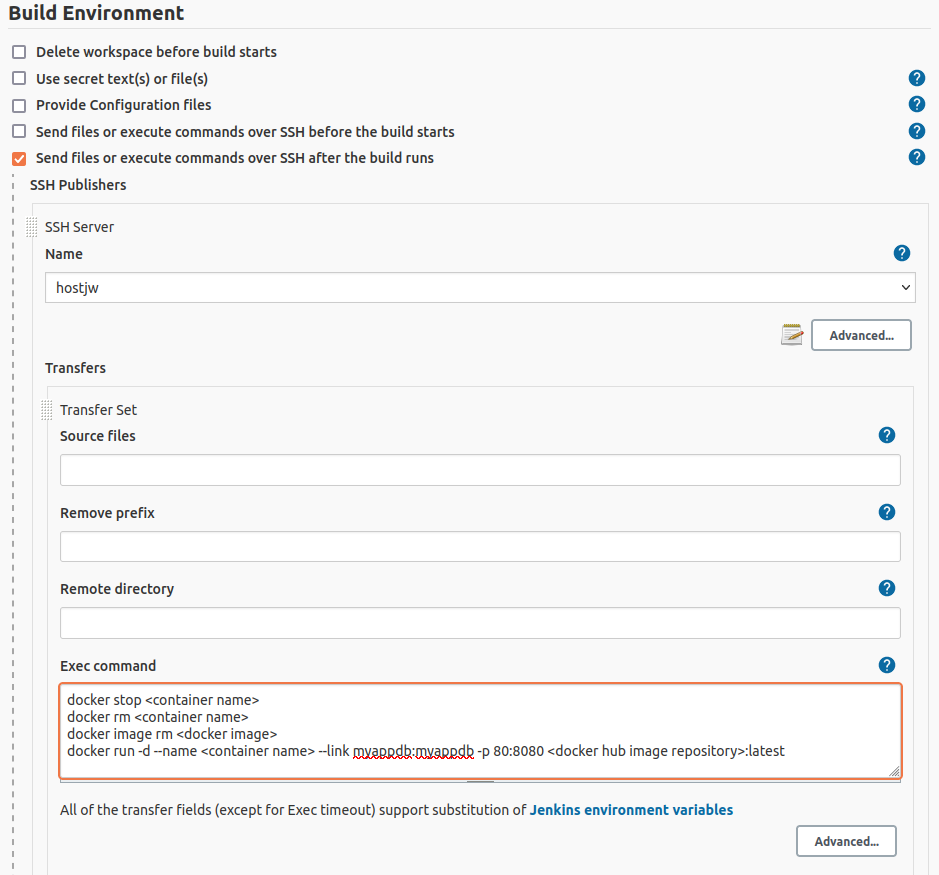 Build Environment
Delete workspace before build starts
Use secret text(s) or file(s)
?
Provide Configuration files
?
Send files or execute commands over SSH before the build starts
?
Send files or execute commands over SSH after the build runs
?
SSH Publishers
SSH Server
Name
?
hostjw
Advanced...
Transfers
Transfer Set
Source files
?
Remove prefix
?
Remote directory
?
Exec command
?
docker stop <container name>
docker rm <container name>
docker image rm <docker image>
docker run -d --name <container name> --link myappdb:myappdb -p 80:8080 <docker hub image repository>:latest
All of the transfer fields (except for Exec timeout) support substitution of Jenkins environment variables
Advanced...